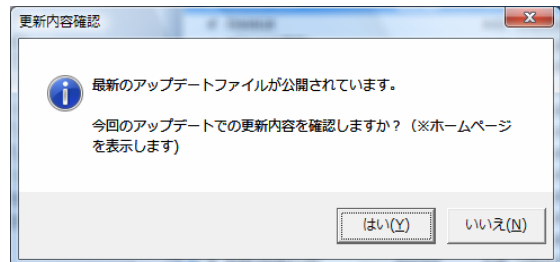 更新内容確認
最新のアップデートファイルが公開されています。
今回のアップデートでの更新内容を確認しますか？（※ホームページ
を表示します)
はい(Y)
いいえ(N)